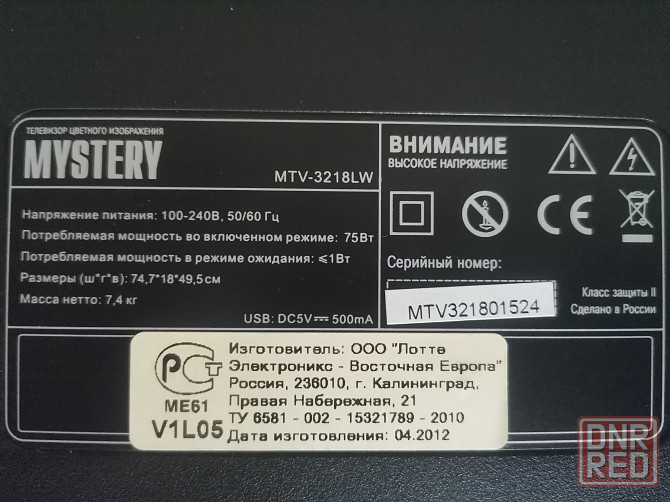 ТЕЛЕВИЗОР ЦВЕТНОГО ИЗОБРАЖЕНИЯ
MYSTERY
MTV-3218LW
Напряжение питания: 100-240В, 50/60 Гц
Потребляемая мощность во включенном режиме: 75Вт
Потребляемая мощность в режиме ожидания: ⩽1Вт
Размеры (ш*г*в): 74,7*18*49,5см
Масса нетто: 7,4 кг
USB: DC5V⎓500mA
ВНИМАНИЕ
ВЫСОКОЕ НАПРЯЖЕНИЕ
CE
Серийный номер:
MTV321801524
Класс защиты II
Сделано в России
РСТ
ME61
V1L05
Изготовитель: ООО "Лотте
Электроникс - Восточная Европа"
Россия, 236010, г. Калининград,
Правая Набережная, 21
ТУ 6581 - 002 - 15321789 - 2010
Дата изготовления: 04.2012
DNR
RED